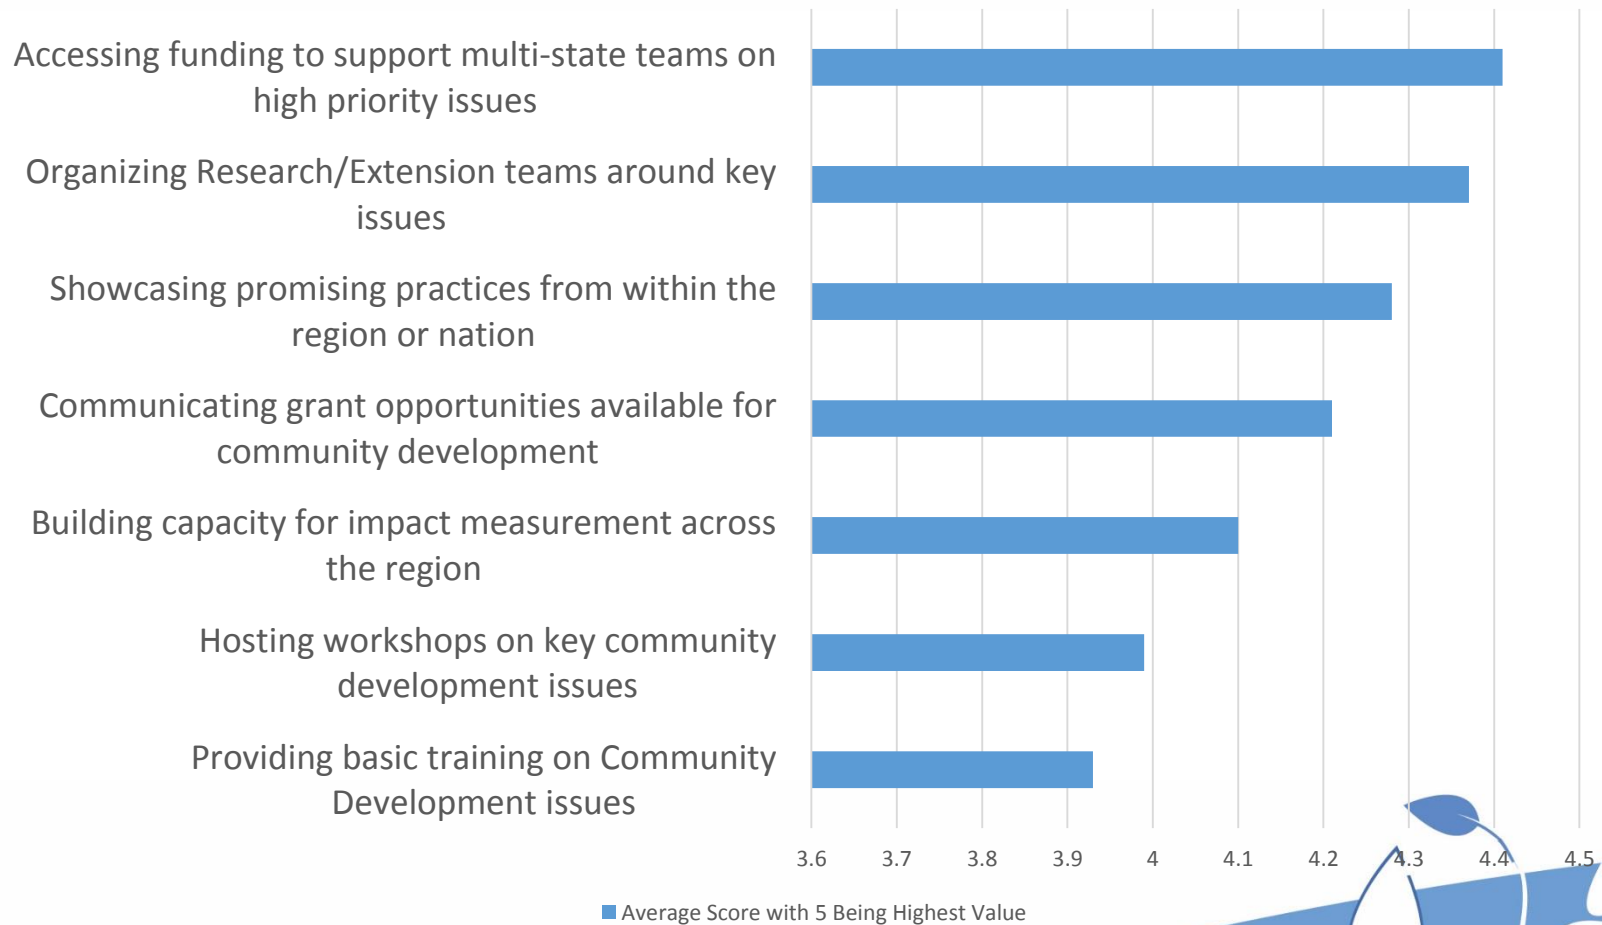 Accessing funding to support multi-state teams on
high priority issues
Organizing Research/Extension teams around key
issues
Showcasing promising practices from within the
region or nation
Communicating grant opportunities available for
community development
Building capacity for impact measurement across
the region
Hosting workshops on key community
development issues
Providing basic training on Community
Development issues
3.6 3.7 3.8 3.9 4 4.1 4.2 4.3 4.4 4.5
Average Score with 5 Being Highest Value